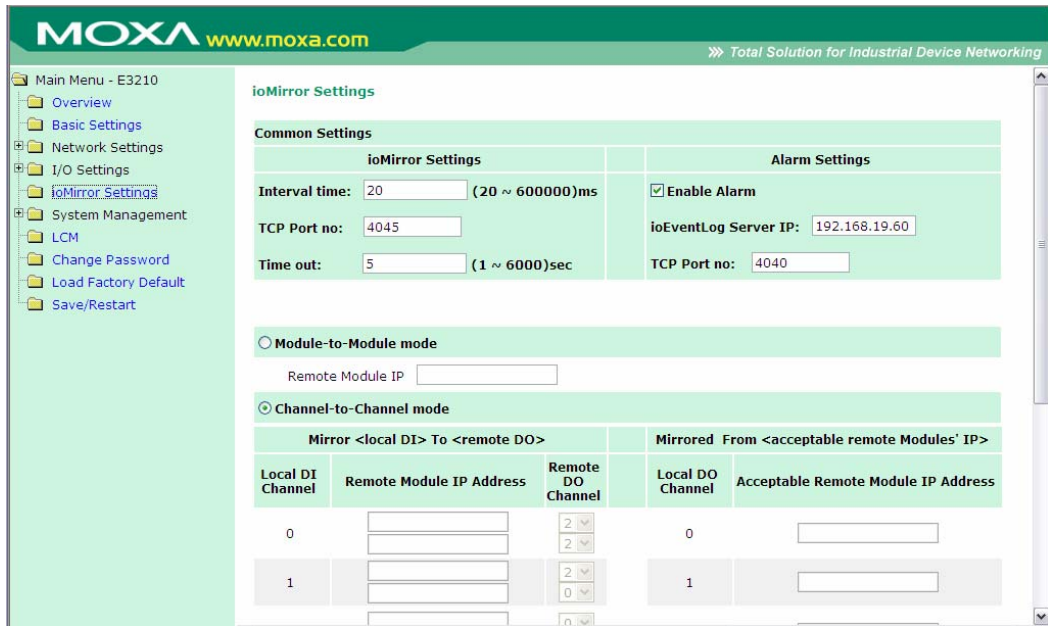 MOXA www.moxa.com
Total Solution for Industrial Device Networking
Main Menu - E3210
Overview
Basic Settings
Network Settings
I/O Settings
ioMirror Settings
System Management
LCM
Change Password
Load Factory Default
Save/Restart
ioMirror Settings
Common Settings
ioMirror Settings Alarm Settings
Interval time: 20 (20 ~ 600000)ms Enable Alarm
TCP Port no: 4045 ioEventLog Server IP: 192.168.19.60
Time out: 5 (1 ~ 6000)sec TCP Port no: 4040
Module-to-Module mode
Remote Module IP
Channel-to-Channel mode
Mirror <local DI> To <remote DO> Mirrored From <acceptable remote Modules' IP>
Local DI Channel Remote Module IP Address Remote DO Channel Local DO Channel Acceptable Remote Module IP Address
0 2 0
2
1 2 1
0
0